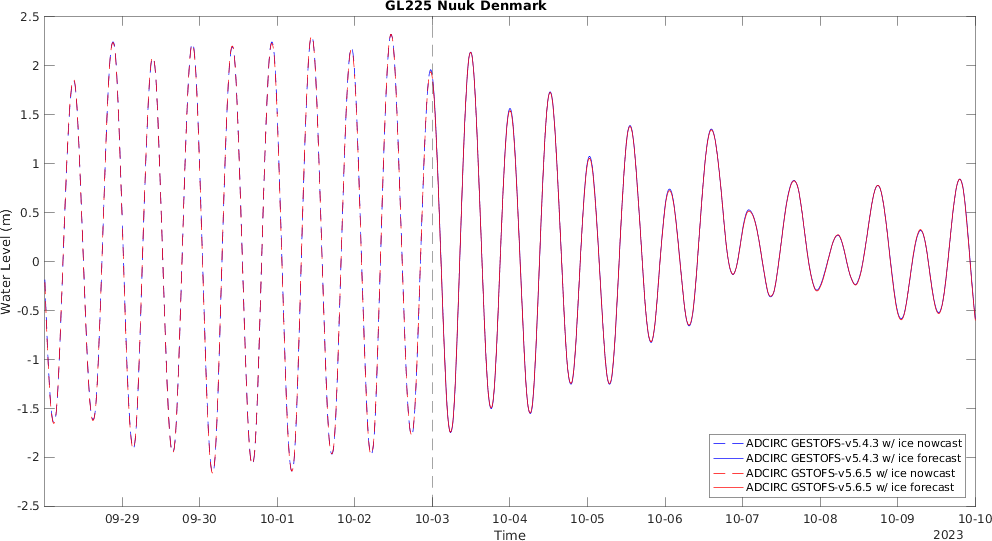 GL225 Nuuk Denmark
2.5
2
1.5
1
0.5
0
-0.5
-1
-1.5
-2
-2.5
Water Level (m)
ADCIRC GESTOFS-v5.4.3 w/ ice nowcast
ADCIRC GESTOFS-v5.4.3 w/ ice forecast
ADCIRC GSTOFS-v5.6.5 w/ ice nowcast
ADCIRC GSTOFS-v5.6.5 w/ ice forecast
09-29 09-30 10-01 10-02 10-03 10-04 10-05 10-06 10-07 10-08 10-09 10-10
Time
2023